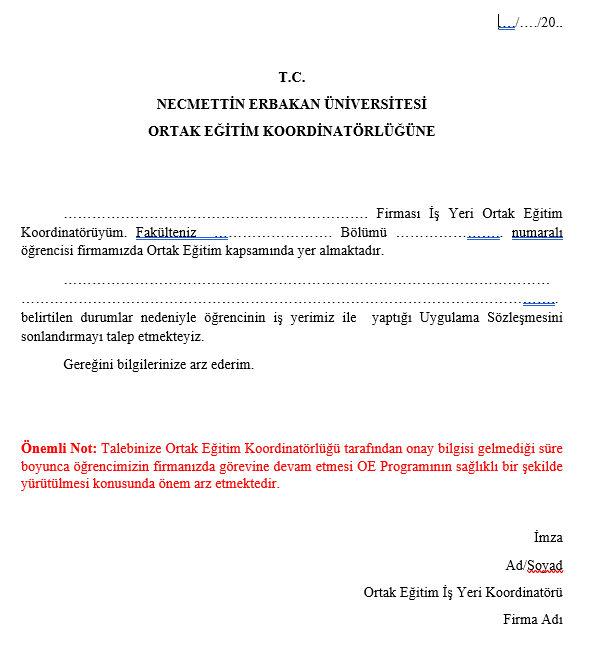 ..../…./20..
T.C.
NECMETTİN ERBAKAN ÜNİVERSİTESİ
ORTAK EĞİTİM KOORDİNATÖRLÜĞÜNE
………………………………………………………… Firması İş Yeri Ortak Eğitim
Koordinatörüyüm. Fakülteniz …………………… Bölümü ………………….. numaralı
öğrencisi firmamızda Ortak Eğitim kapsamında yer almaktadır.
…………………………………………………………………………………………
…………………………………………………………………………………………………….
belirtilen durumlar nedeniyle öğrencinin iş yerimiz ile yaptığı Uygulama Sözleşmesini
sonlandırmayı talep etmekteyiz.
Gereğini bilgilerinize arz ederim.
Önemli Not: Talebinize Ortak Eğitim Koordinatörlüğü tarafından onay bilgisi gelmediği süre
boyunca öğrencimizin firmanızda görevine devam etmesi OE Programının sağlıklı bir şekilde
yürütülmesi konusunda önem arz etmektedir.
İmza
Ad/Soyad
Ortak Eğitim İş Yeri Koordinatörü
Firma Adı